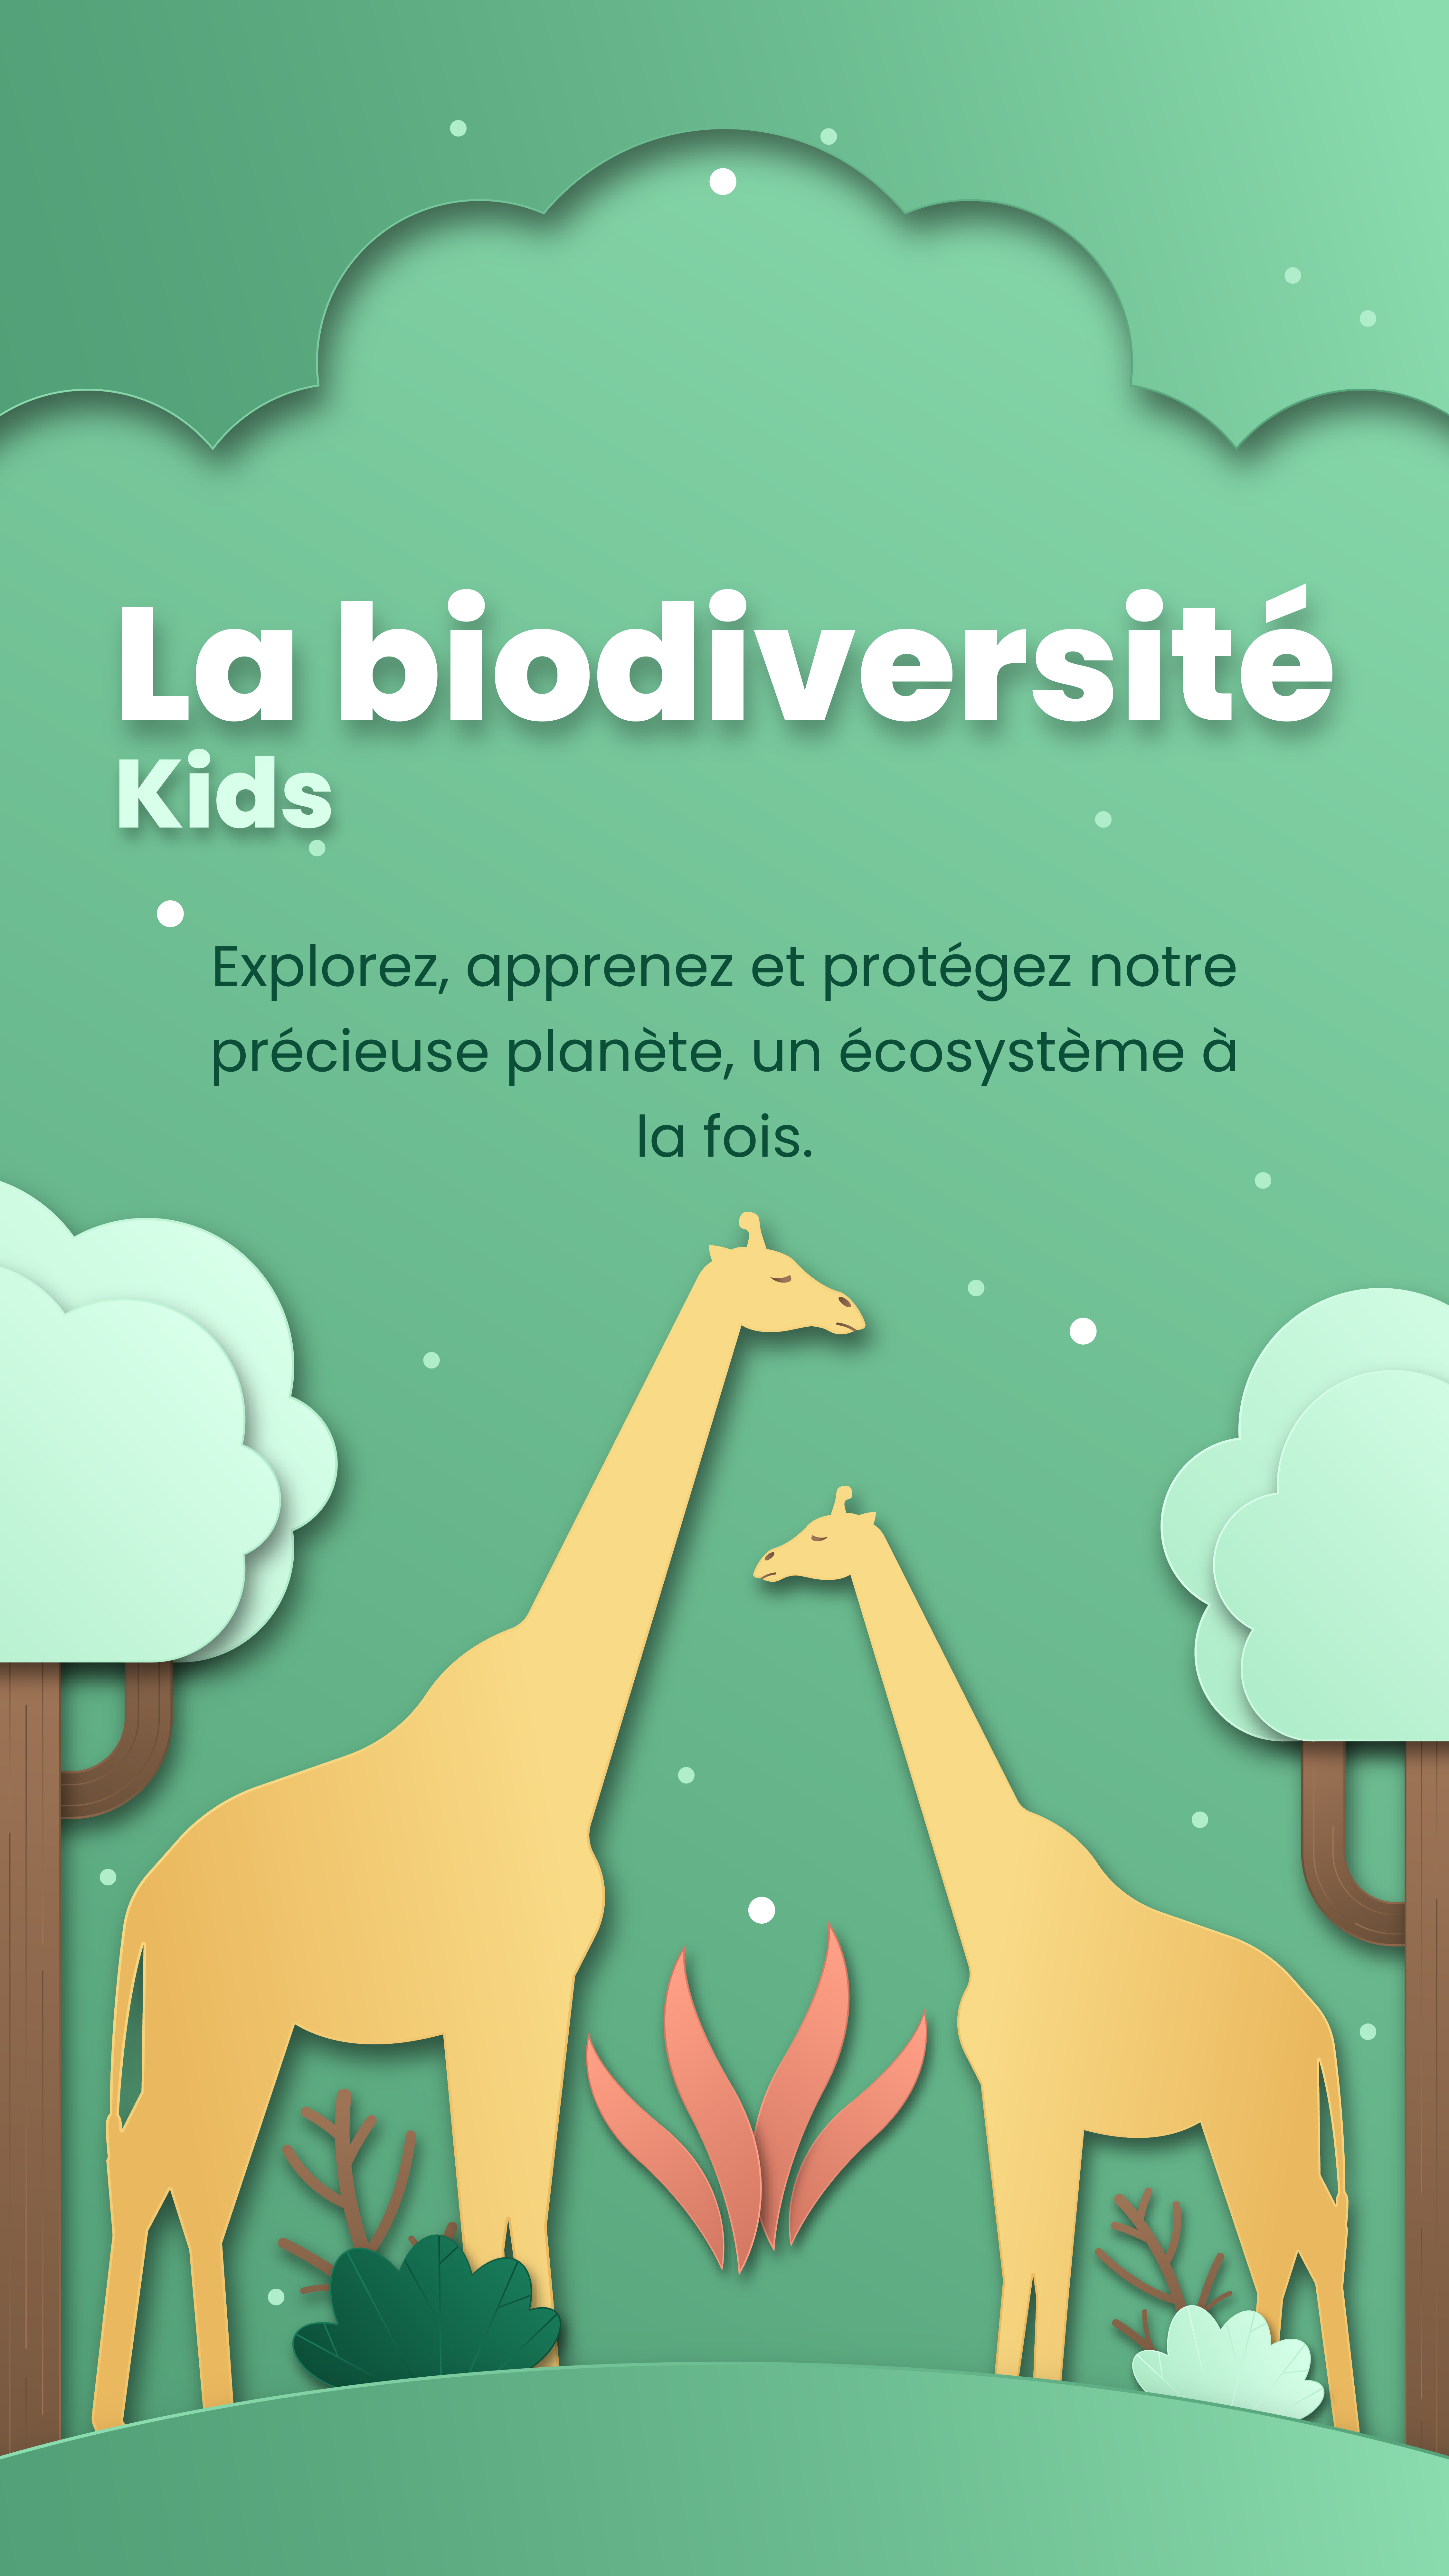 La biodiversité
Kids
Explorez, apprenez et protégez notre
précieuse planète, un écosystème à
la fois.